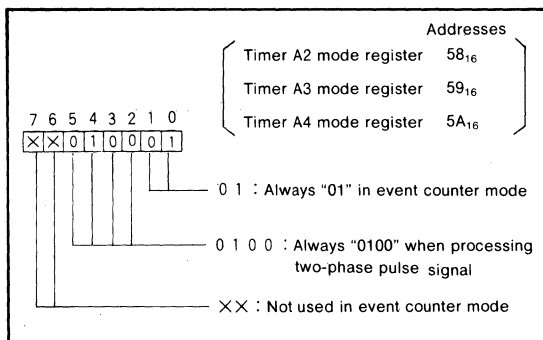 Addresses
Timer A2 mode register 58₁₆
Timer A3 mode register 59₁₆
Timer A4 mode register 5A₁₆
7 6 5 4 3 2 1 0
× × 0 1 0 0 0 1
0 1 : Always "01" in event counter mode
0 1 0 0 : Always "0100" when processing
two-phase pulse signal
×× : Not used in event counter mode